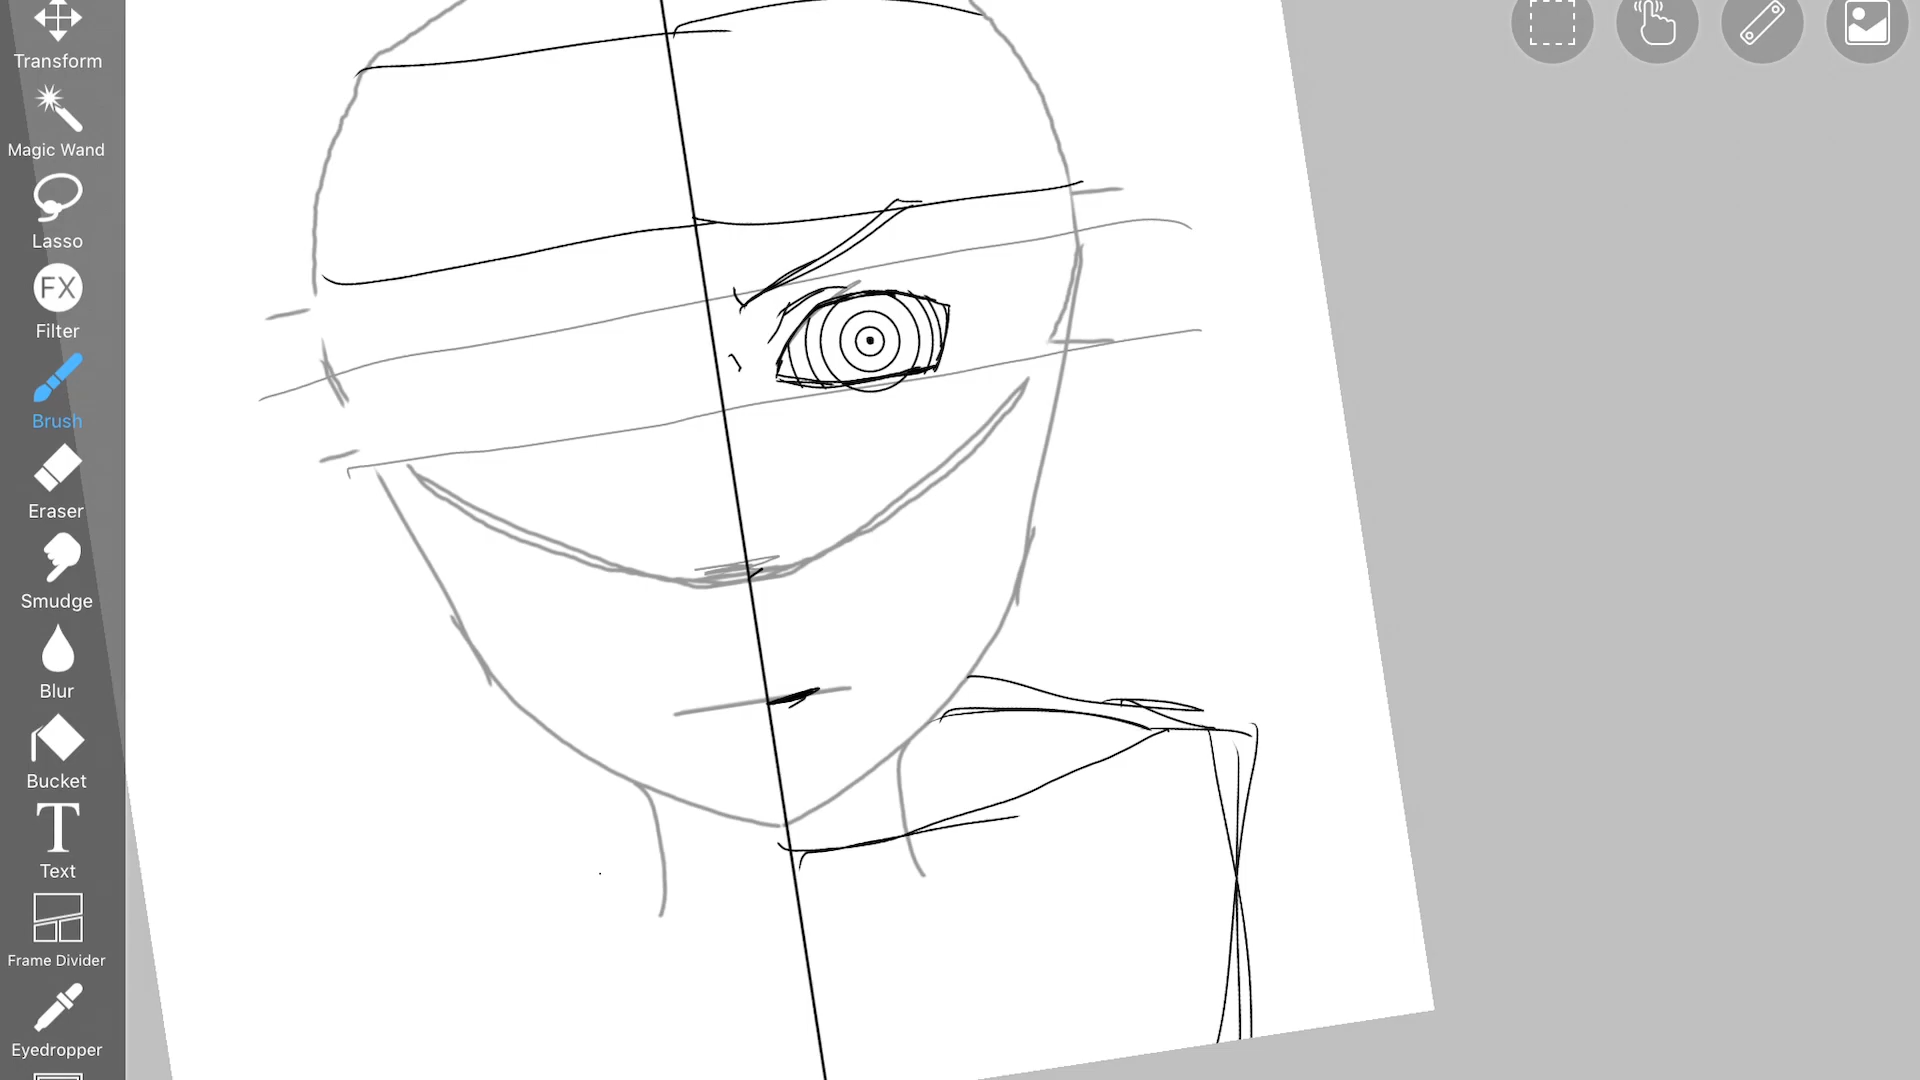 Transform
Magic Wand
Lasso
FX
Filter
Brush
Eraser
Smudge
Blur
Bucket
T
Text
Frame Divider
Eyedropper